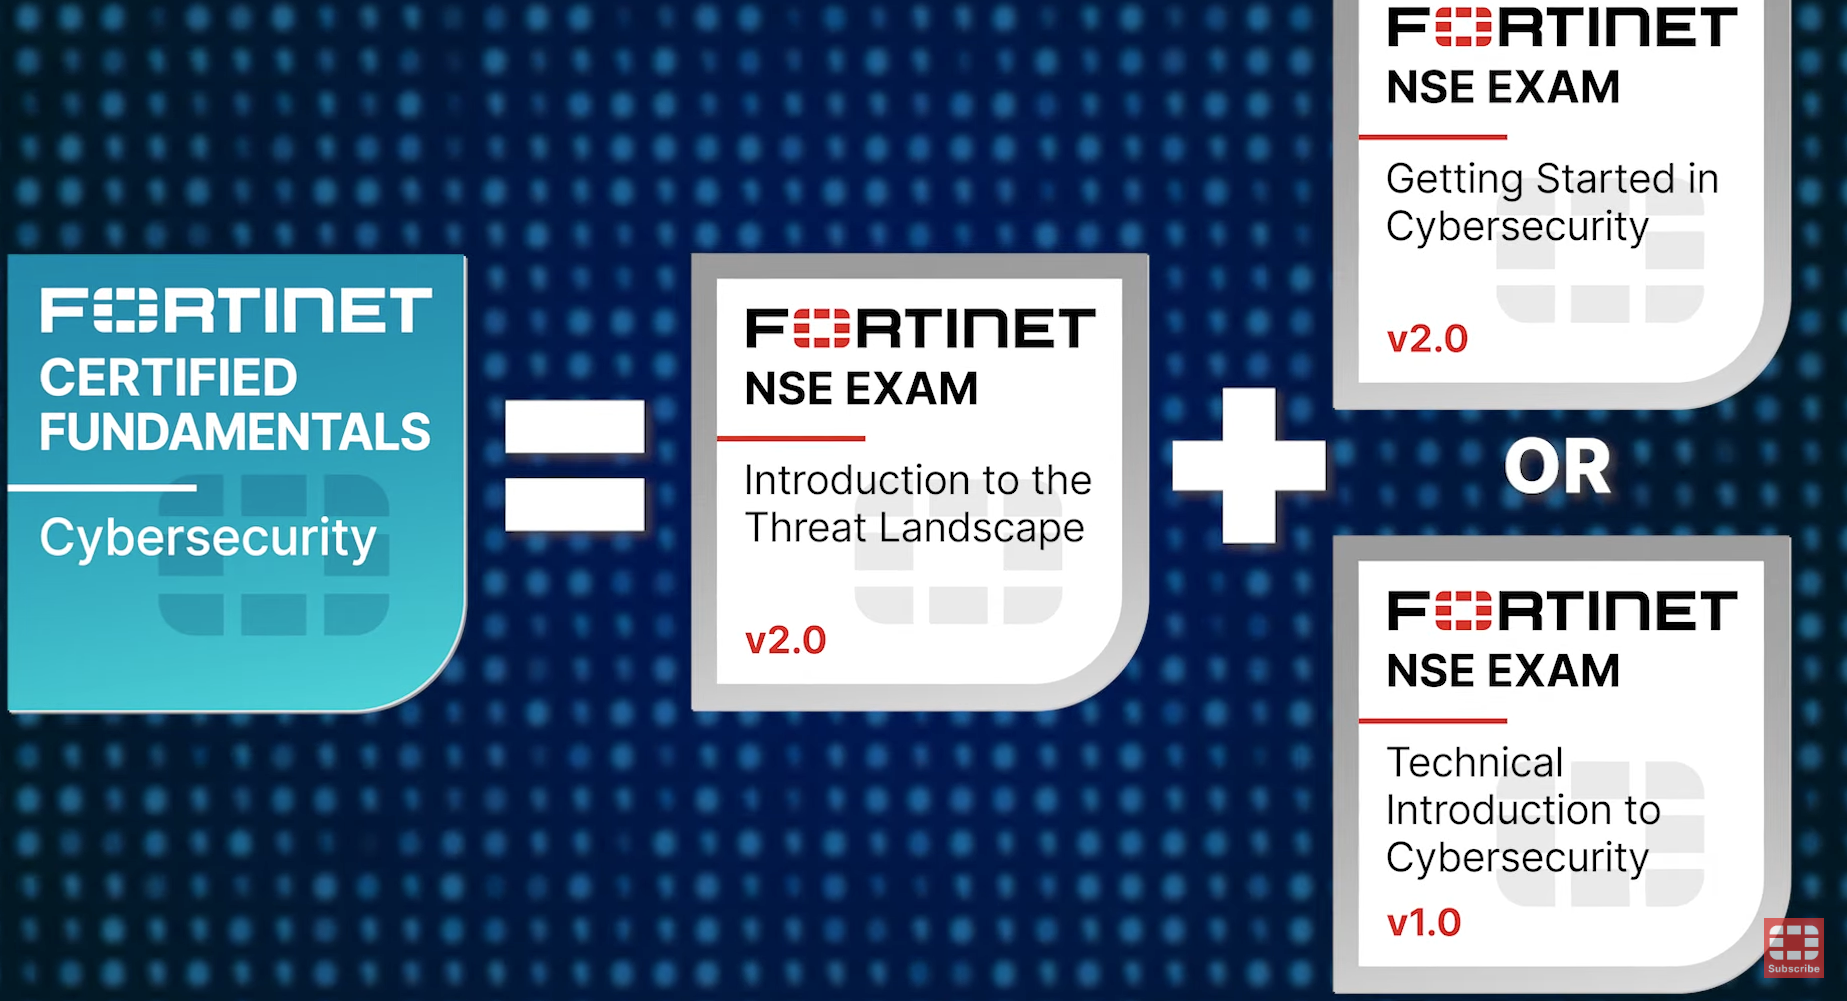 FORTINET
CERTIFIED
FUNDAMENTALS
Cybersecurity
=
FORTINET
NSE EXAM
Introduction to the
Threat Landscape
v2.0
+
FORTINET
NSE EXAM
Getting Started in
Cybersecurity
v2.0
OR
FORTINET
NSE EXAM
Technical
Introduction to
Cybersecurity
v1.0
Subscribe